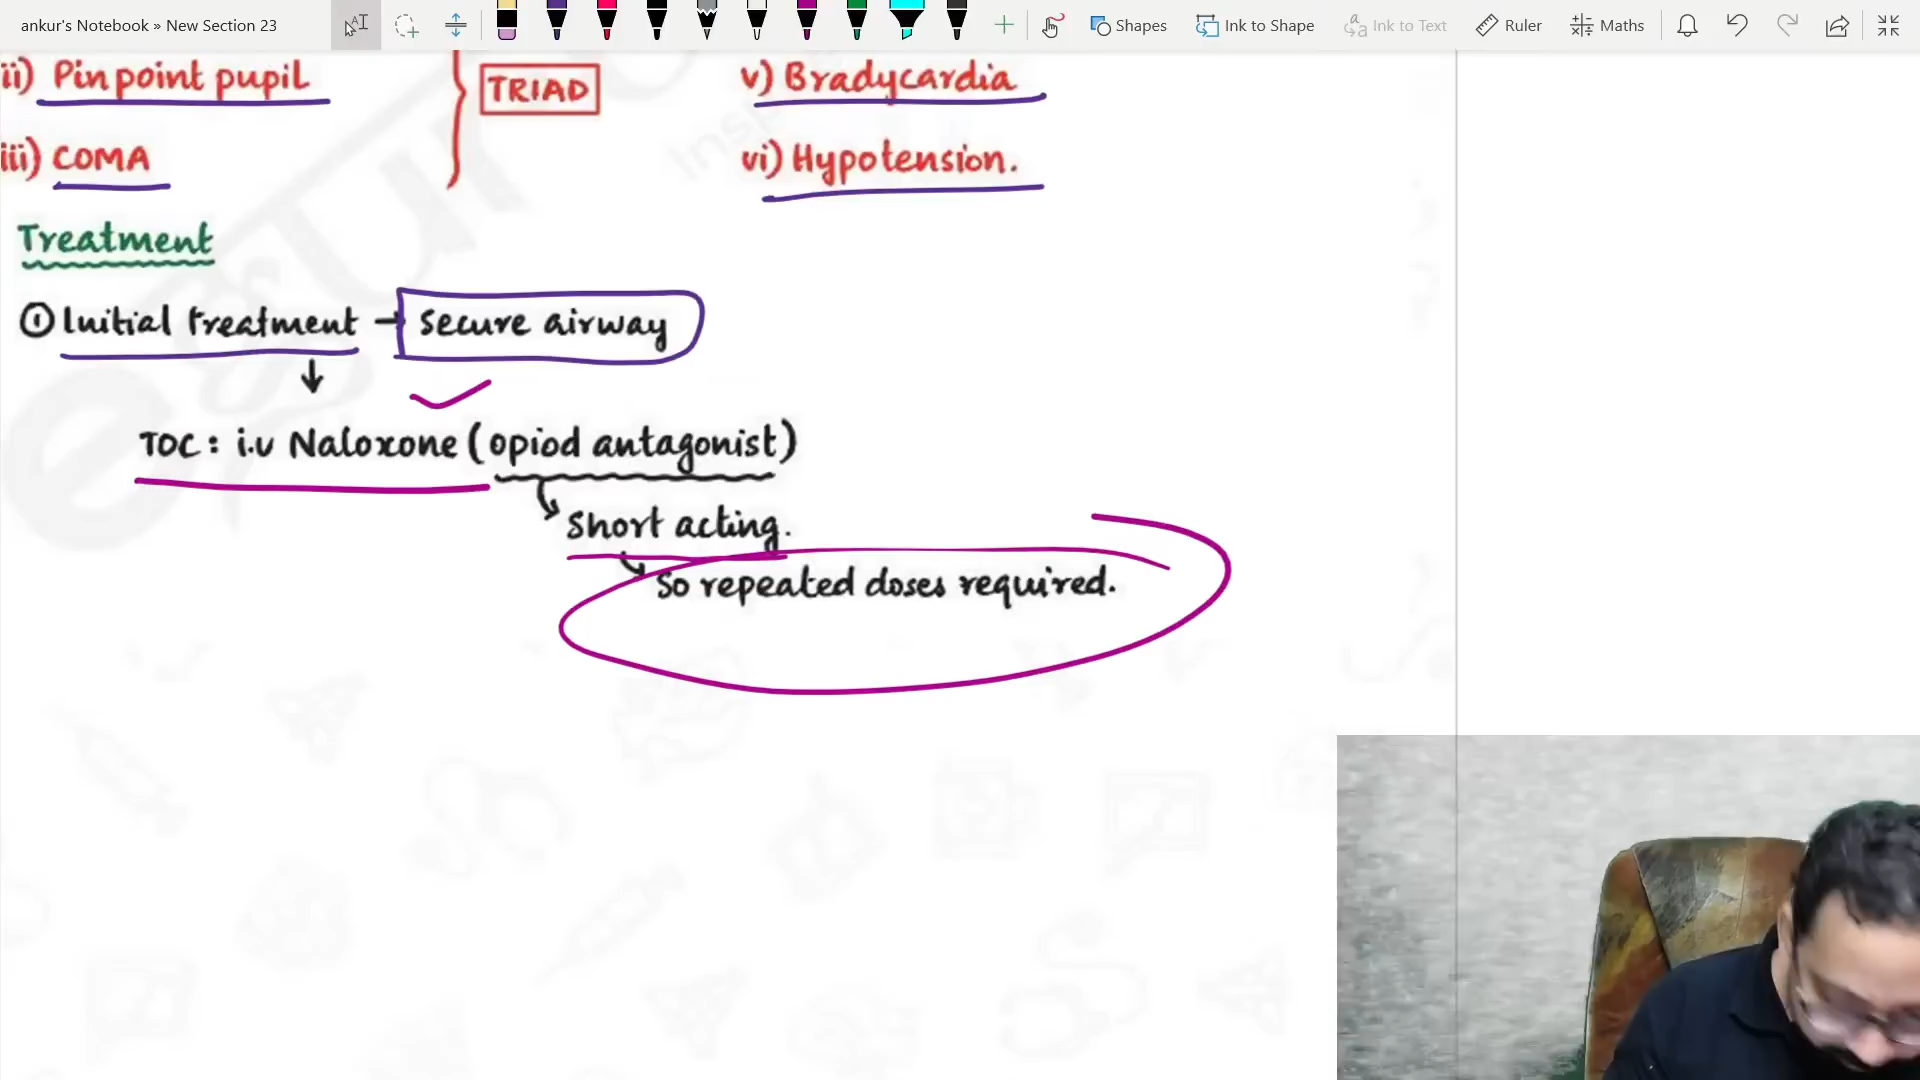 ankur's Notebook » New Section 23
Shapes
Ink to Shape
Ink to Text
Ruler
Maths
ii) Pinpoint pupil
TRIAD
v) Bradycardia
iii) COMA
vi) Hypotension.
Treatment
① Initial treatment → secure airway
TOC: i.v Naloxone (opiod antagonist)
Short acting.
So repeated doses required.